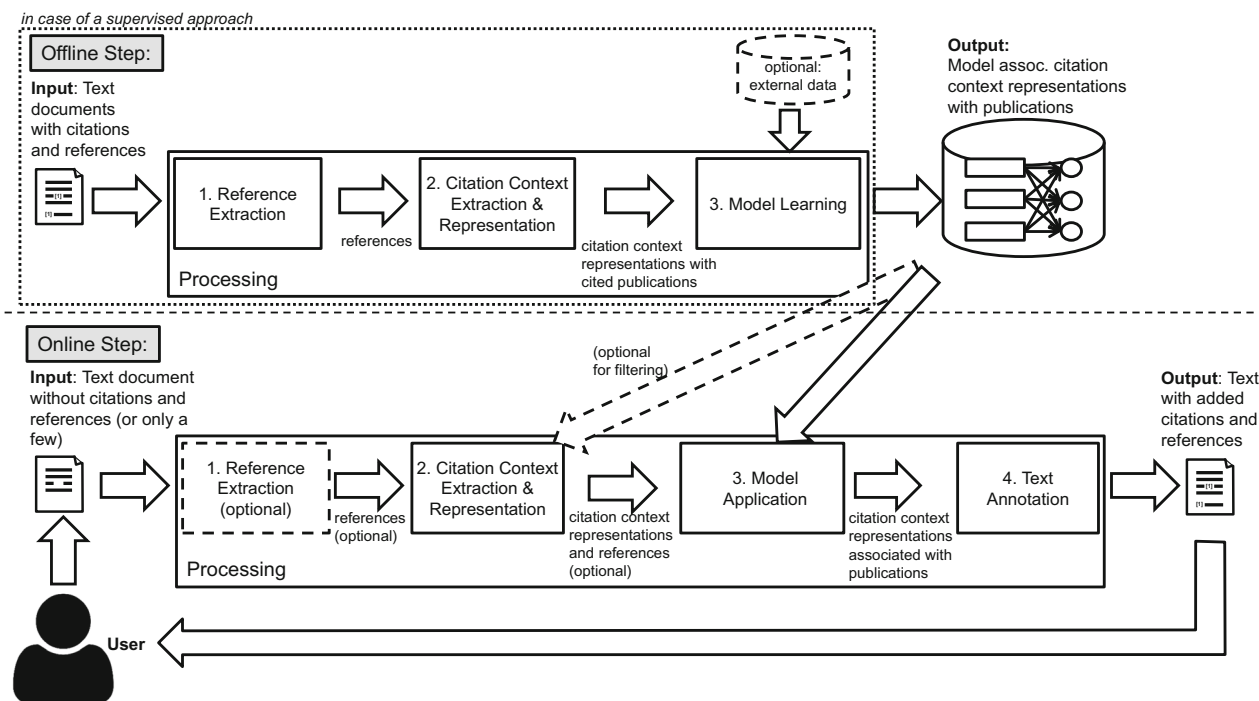 in case of a supervised approach
Offline Step:
Input: Text
documents
with citations
and references
[1]
[1]
optional:
external data
Output:
Model assoc. citation
context representations
with publications
1. Reference
Extraction
references
2. Citation Context
Extraction &
Representation
citation context
representations with
cited publications
3. Model Learning
Processing
Online Step:
Input: Text document
without citations and
references (or only a
few)
(optional
for filtering)
Output: Text
with added
citations and
references
1. Reference
Extraction
(optional)
references
(optional)
2. Citation Context
Extraction &
Representation
citation context
representations
and references
(optional)
3. Model
Application
citation context
representations
associated with
publications
4. Text
Annotation
[1]
[1]
Processing
User